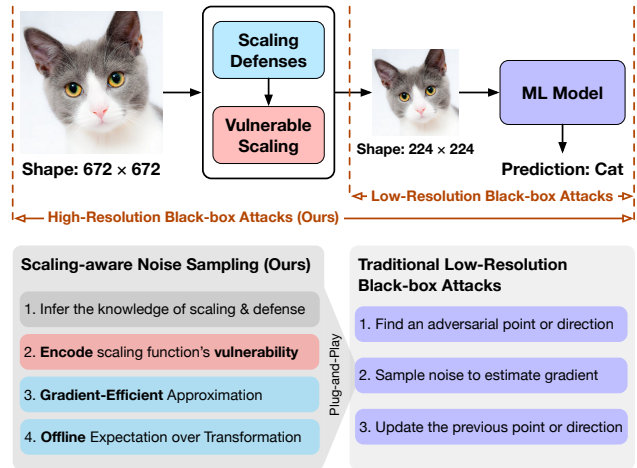 Scaling
Defenses
Vulnerable
Scaling
ML Model
Shape: 672 × 672
Shape: 224 × 224
Prediction: Cat
Low-Resolution Black-box Attacks
High-Resolution Black-box Attacks (Ours)
Scaling-aware Noise Sampling (Ours)
1. Infer the knowledge of scaling & defense
2. Encode scaling function's vulnerability
3. Gradient-Efficient Approximation
4. Offline Expectation over Transformation
Plug-and-Play
Traditional Low-Resolution
Black-box Attacks
1. Find an adversarial point or direction
2. Sample noise to estimate gradient
3. Update the previous point or direction